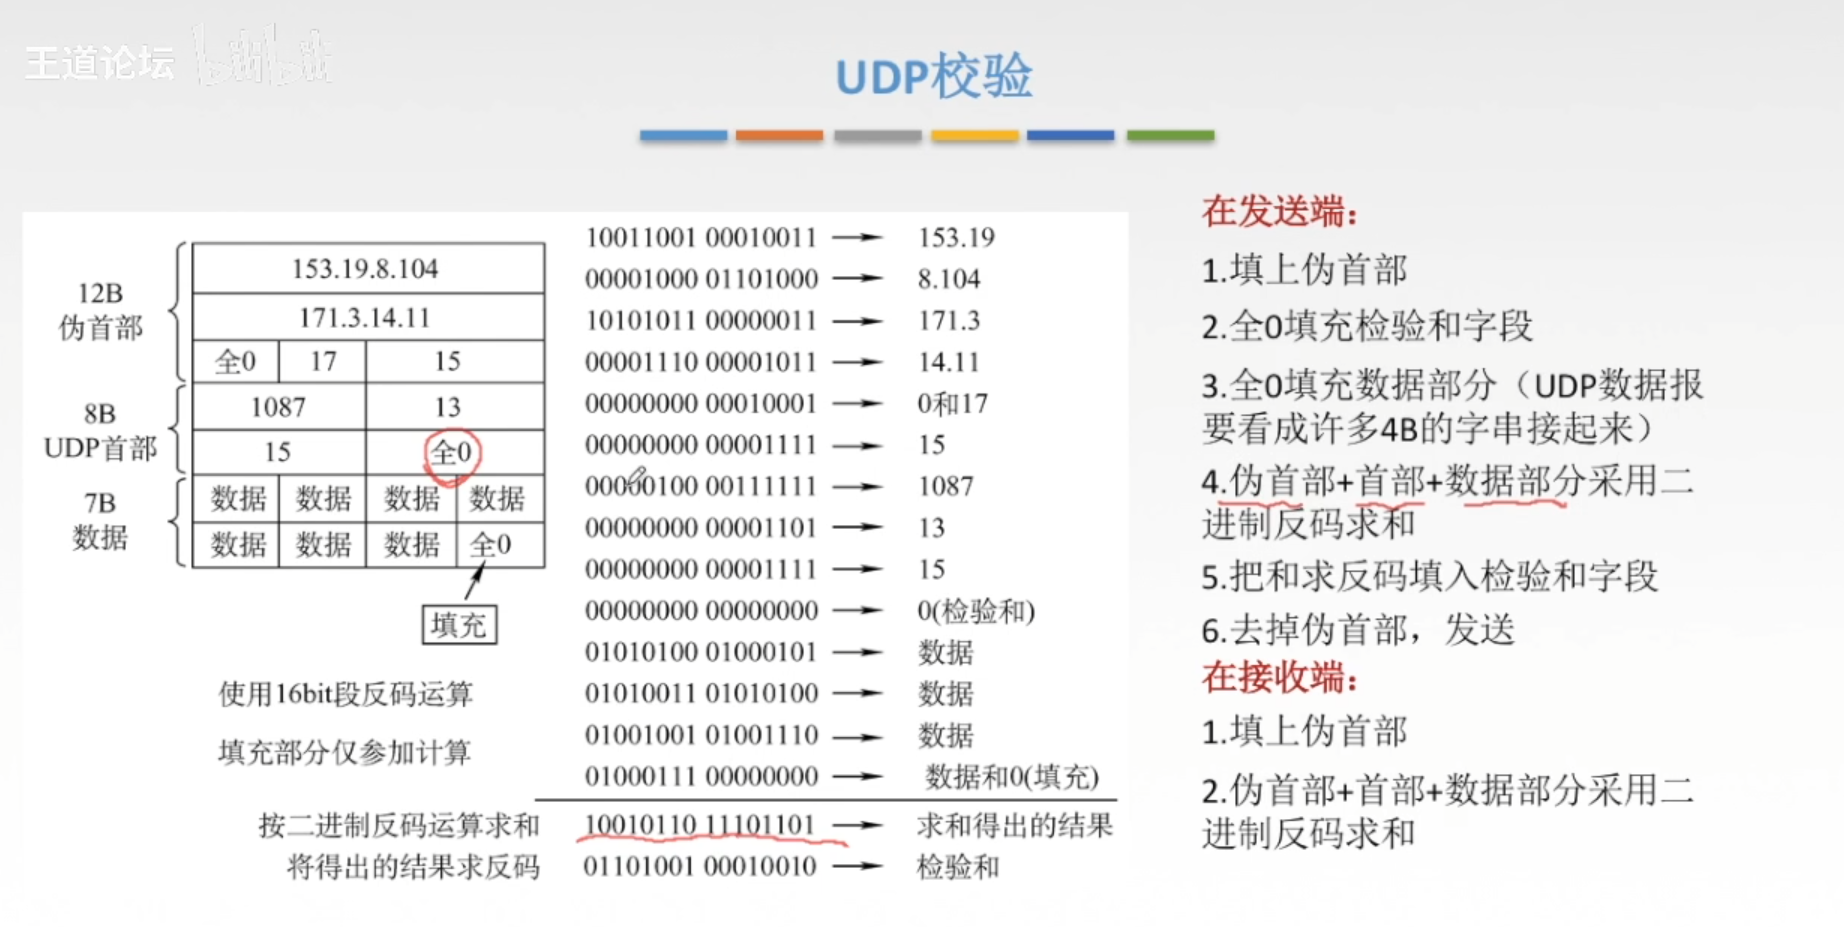 王道论坛 bilibili
UDP校验
12B
伪首部
8B
UDP首部
7B
数据
153.19.8.104
171.3.14.11
全0 17 15
1087 13
15 全0
数据 数据 数据 数据
数据 数据 数据 全0
填充
使用16bit段反码运算
填充部分仅参加计算
10011001 00010011 → 153.19
00001000 01101000 → 8.104
10101011 00000011 → 171.3
00001110 00001011 → 14.11
00000000 00010001 → 0和17
00000000 00001111 → 15
00000100 00111111 → 1087
00000000 00001101 → 13
00000000 00001111 → 15
00000000 00000000 → 0(检验和)
01010100 01000101 → 数据
01010011 01010100 → 数据
01001001 01001110 → 数据
01000111 00000000 → 数据和0(填充)
按二进制反码运算求和 10010110 11101101 → 求和得出的结果
将得出的结果求反码 01101001 00010010 → 检验和
在发送端：
1.填上伪首部
2.全0填充检验和字段
3.全0填充数据部分（UDP数据报
要看成许多4B的字串接起来）
4.伪首部+首部+数据部分采用二
进制反码求和
5.把和求反码填入检验和字段
6.去掉伪首部，发送
在接收端：
1.填上伪首部
2.伪首部+首部+数据部分采用二
进制反码求和